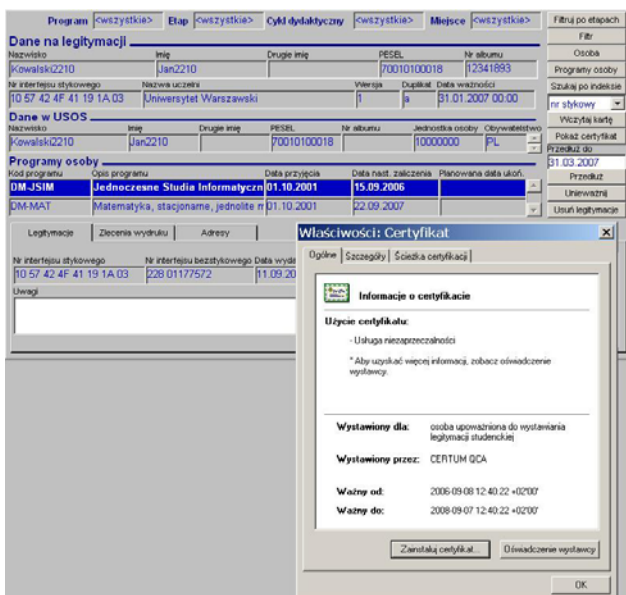 Program <wszystkie> Etap <wszystkie> Cykl dydaktyczny <wszystkie> Miejsce <wszystkie>
Filtruj po etapach
Dane na legitymacji
Filtr
Nazwisko Imię Drugie imię PESEL Nr albumu
Osoba
Kowalski2210 Jan2210 70010100018 12341893
Programy osoby
Nr interfejsu stykowego Nazwa uczelni Wersja Duplikat Data ważności
Szukaj po indeksie
10 57 42 4F 41 19 1A 03 Uniwersytet Warszawski 1 a 31.01.2007 00:00
nr stykowy
Dane w USOS
Wczytaj kartę
Nazwisko Imię Drugie imię PESEL Nr albumu Jednostka osoby Obywatelstwo
Kowalski2210 Jan2210 70010100018 10000000 PL
Pokaż certyfikat
Przedłuż do
Programy osoby
31.03.2007
Kod programu Opis programu Data przyjęcia Data nast. zaliczenia Planowana data ukoń.
Przedłuż
DM-JSIM Jednoczesne Studia Informatyczn 01.10.2001 15.09.2006
Unieważnij
DM-MAT Matematyka, stacjonarne, jednolite m 01.10.2001 22.09.2007
Usuń legitymacje
Legitymacje Zlecenia wydruku Adresy
Nr interfejsu stykowego Nr interfejsu bezstykowego Data wydr
10 57 42 4F 41 19 1A 03 228 01177572 11.09.20
Uwagi
Właściwości: Certyfikat
Ogólne Szczegóły Ścieżka certyfikacji
Informacje o certyfikacie
Użycie certyfikatu:
- Usługa niezaprzeczalności
* Aby uzyskać więcej informacji, zobacz oświadczenie
wystawcy.
Wystawiony dla: osoba upoważniona do wystawiania
legitymacji studenckiej
Wystawiony przez: CERTUM QCA
Ważny od: 2006-09-08 12:40:22 +02'00'
Ważny do: 2008-09-07 12:40:22 +02'00'
Zainstaluj certyfikat... Oświadczenie wystawcy
OK